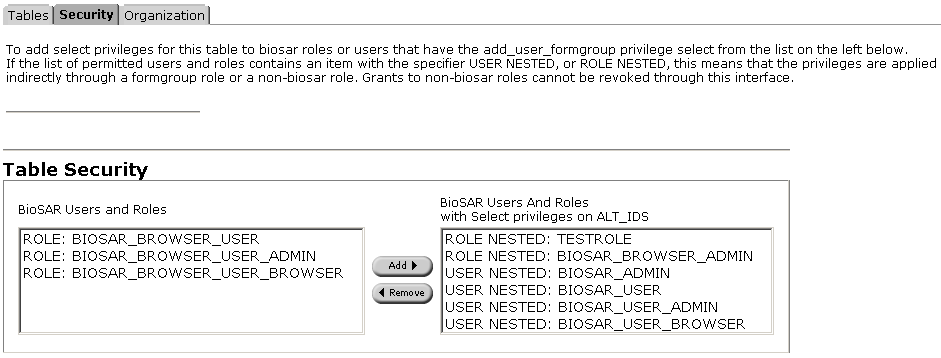 Tables Security Organization
To add select privileges for this table to biosar roles or users that have the add_user_formgroup privilege select from the list on the left below.
If the list of permitted users and roles contains an item with the specifier USER NESTED, or ROLE NESTED, this means that the privileges are applied
indirectly through a formgroup role or a non-biosar role. Grants to non-biosar roles cannot be revoked through this interface.
Table Security
BioSAR Users and Roles
ROLE: BIOSAR_BROWSER_USER
ROLE: BIOSAR_BROWSER_USER_ADMIN
ROLE: BIOSAR_BROWSER_USER_BROWSER
Add
Remove
BioSAR Users And Roles
with Select privileges on ALT_IDS
ROLE NESTED: TESTROLE
ROLE NESTED: BIOSAR_BROWSER_ADMIN
USER NESTED: BIOSAR_ADMIN
USER NESTED: BIOSAR_USER
USER NESTED: BIOSAR_USER_ADMIN
USER NESTED: BIOSAR_USER_BROWSER